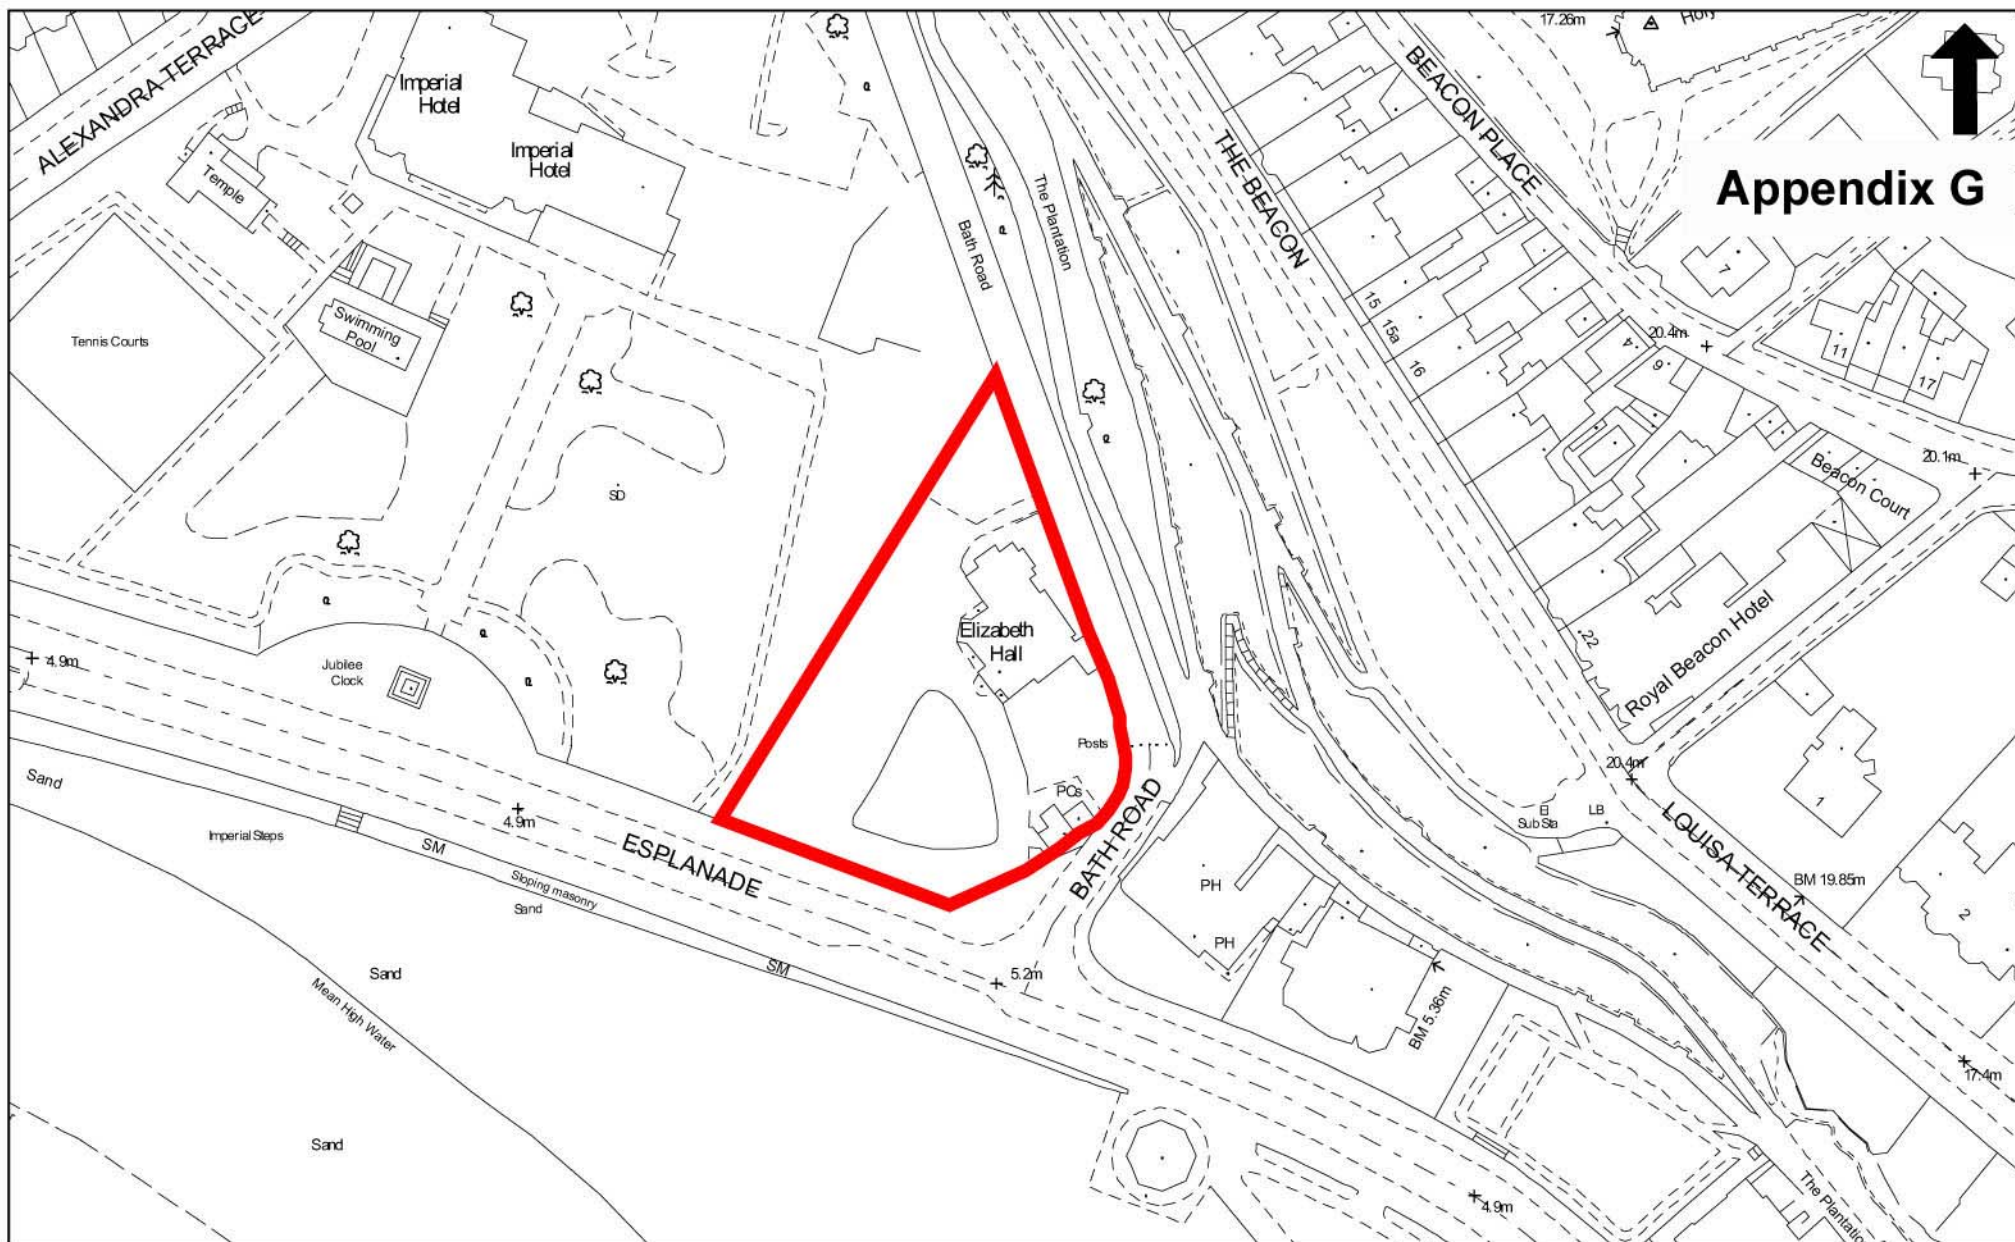 ALEXANDRA TERRACE
Imperial
Hotel
Imperial
Hotel
Temple
Swimming
Pool
Tennis Courts
Bath Road
The Plantation
THE BEACON
BEACON PLACE
17.26m
Appendix G
7
15
15a
16
4
6
20.4m
11
17
20.1m
Beacon Court
SD
Elizabeth
Hall
22
Royal Beacon Hotel
4.9m
Jubilee
Clock
Posts
PCs
BATH ROAD
20.4m
1
El
Sub Sta
LB
LOUISA TERRACE
BM 19.85m
2
Sand
Imperial Steps
SM
4.9m
ESPLANADE
Sloping masonry
Sand
SM
PH
PH
5.2m
BM 5.36m
Sand
Mean High Water
Sand
17.4m
4.9m